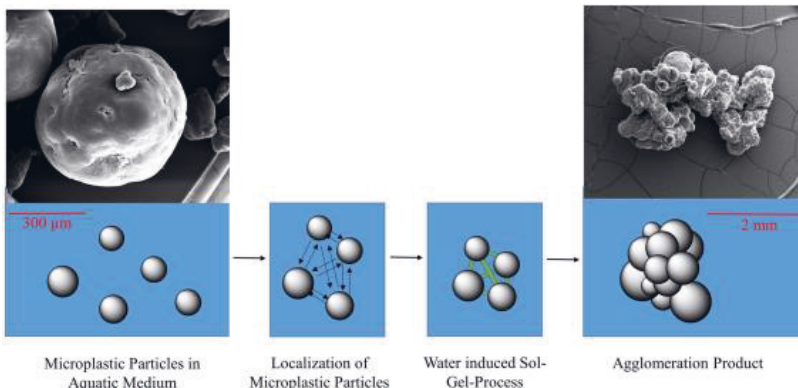 300 µm
2 mm
Microplastic Particles in
Aquatic Medium
Localization of
Microplastic Particles
Water induced Sol-
Gel-Process
Agglomeration Product